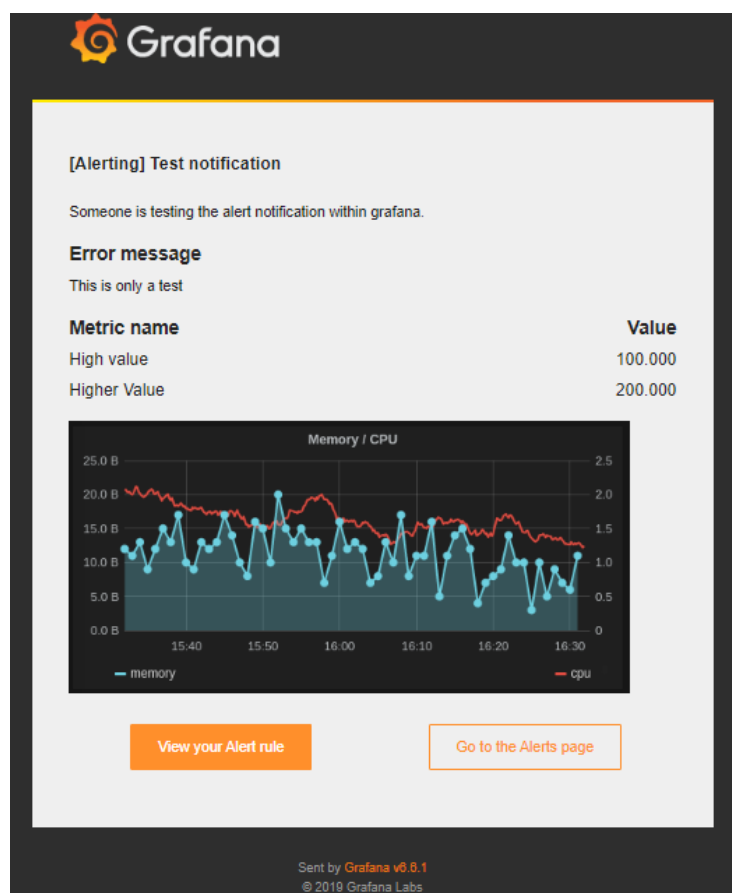 Grafana
[Alerting] Test notification
Someone is testing the alert notification within grafana.
Error message
This is only a test
Metric name Value
High value 100.000
Higher Value 200.000
Memory / CPU
25.0 B 2.5
20.0 B 2.0
15.0 B 1.5
10.0 B 1.0
5.0 B 0.5
0.0 B 0
15:40 15:50 16:00 16:10 16:20 16:30
memory cpu
View your Alert rule Go to the Alerts page
Sent by Grafana v6.6.1
© 2019 Grafana Labs